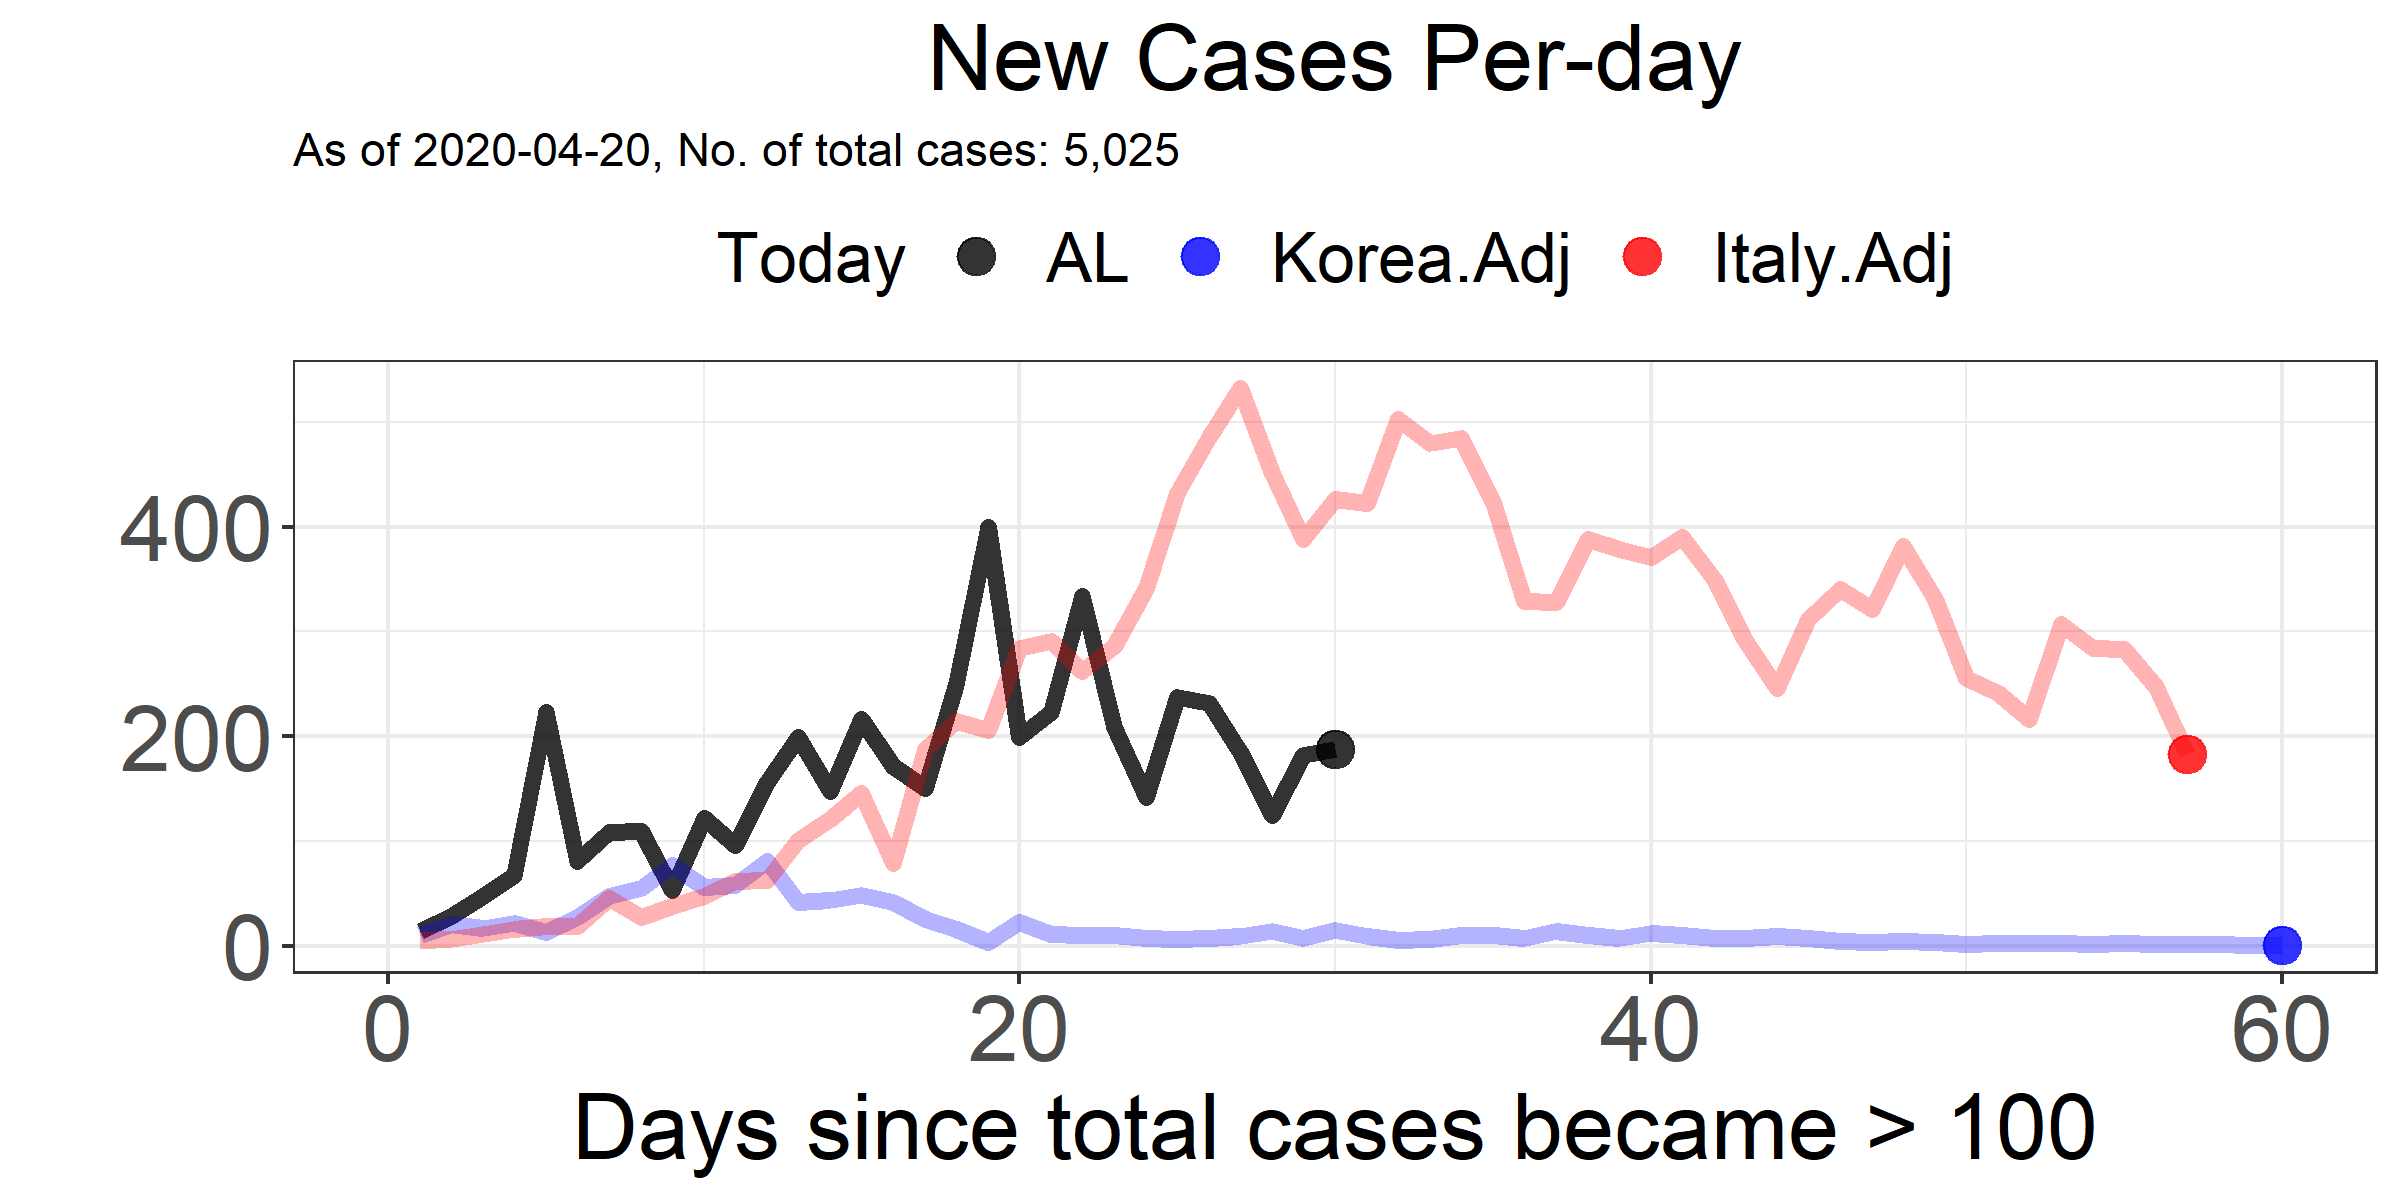 New Cases Per-day
As of 2020-04-20, No. of total cases: 5,025
Today AL Korea.Adj Italy.Adj
400
200
0
0 20 40 60
Days since total cases became > 100